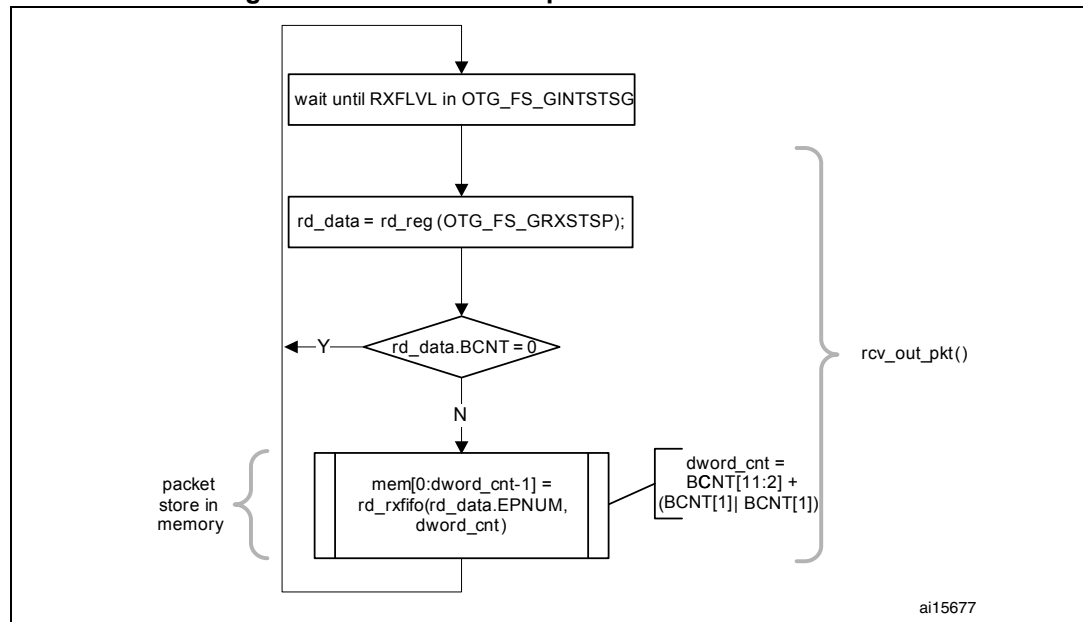 wait until RXFLVL in OTG_FS_GINTSTSG
rd_data = rd_reg (OTG_FS_GRXSTSP);
Y
rd_data.BCNT = 0
rcv_out_pkt()
N
packet
store in
memory
mem[0:dword_cnt-1] =
rd_rxfifo(rd_data.EPNUM,
dword_cnt)
dword_cnt =
BCNT[11:2] +
(BCNT[1] | BCNT[1])
ai15677